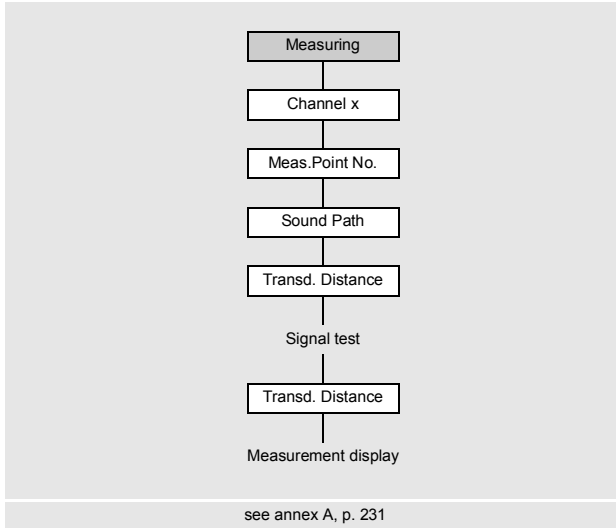 Measuring
Channel x
Meas.Point No.
Sound Path
Transd. Distance
Signal test
Transd. Distance
Measurement display
see annex A, p. 231